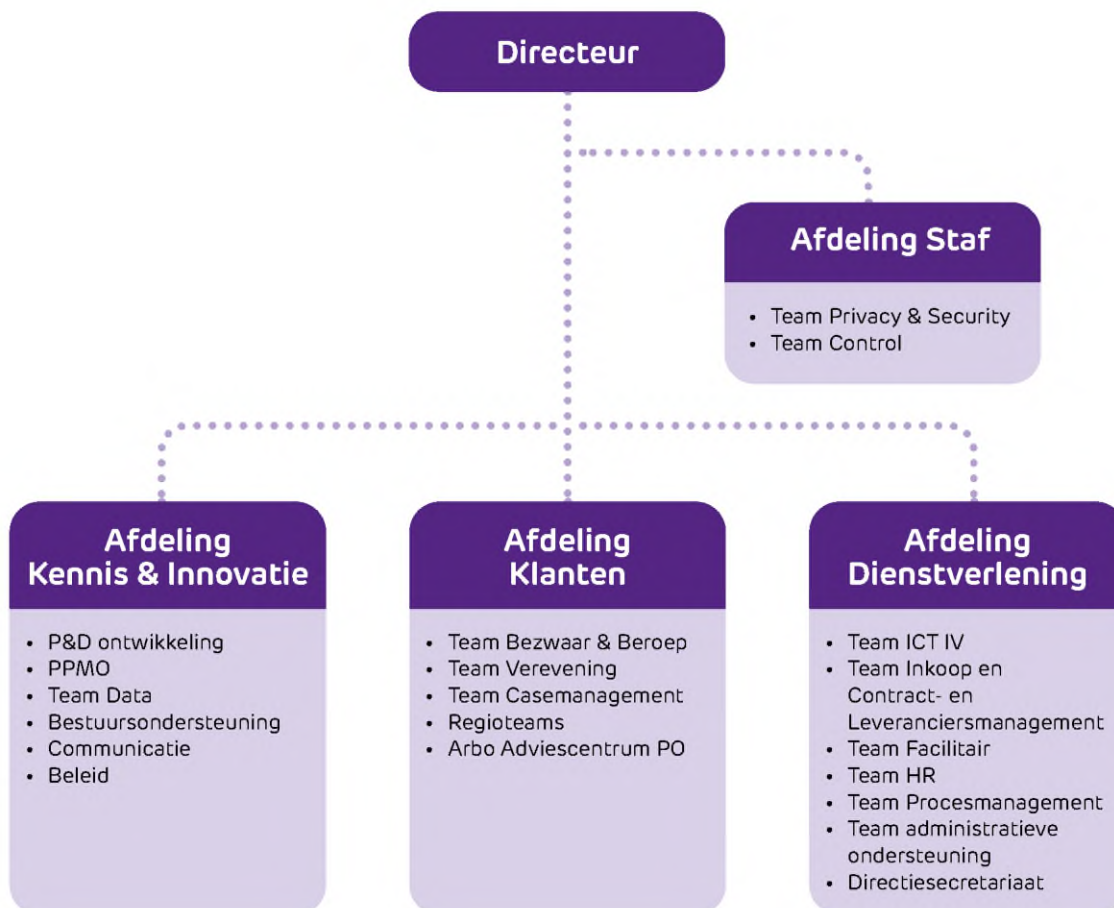 Directeur
Afdeling Staf
• Team Privacy & Security
• Team Control
Afdeling
Kennis & Innovatie
• P&D ontwikkeling
• PPMO
• Team Data
• Bestuursondersteuning
• Communicatie
• Beleid
Afdeling
Klanten
• Team Bezwaar & Beroep
• Team Verevening
• Team Casemanagement
• Regioteams
• Arbo Adviescentrum PO
Afdeling
Dienstverlening
• Team ICT IV
• Team Inkoop en
Contract- en
Leveranciersmanagement
• Team Facilitair
• Team HR
• Team Procesmanagement
• Team administratieve
ondersteuning
• Directiesecretariaat